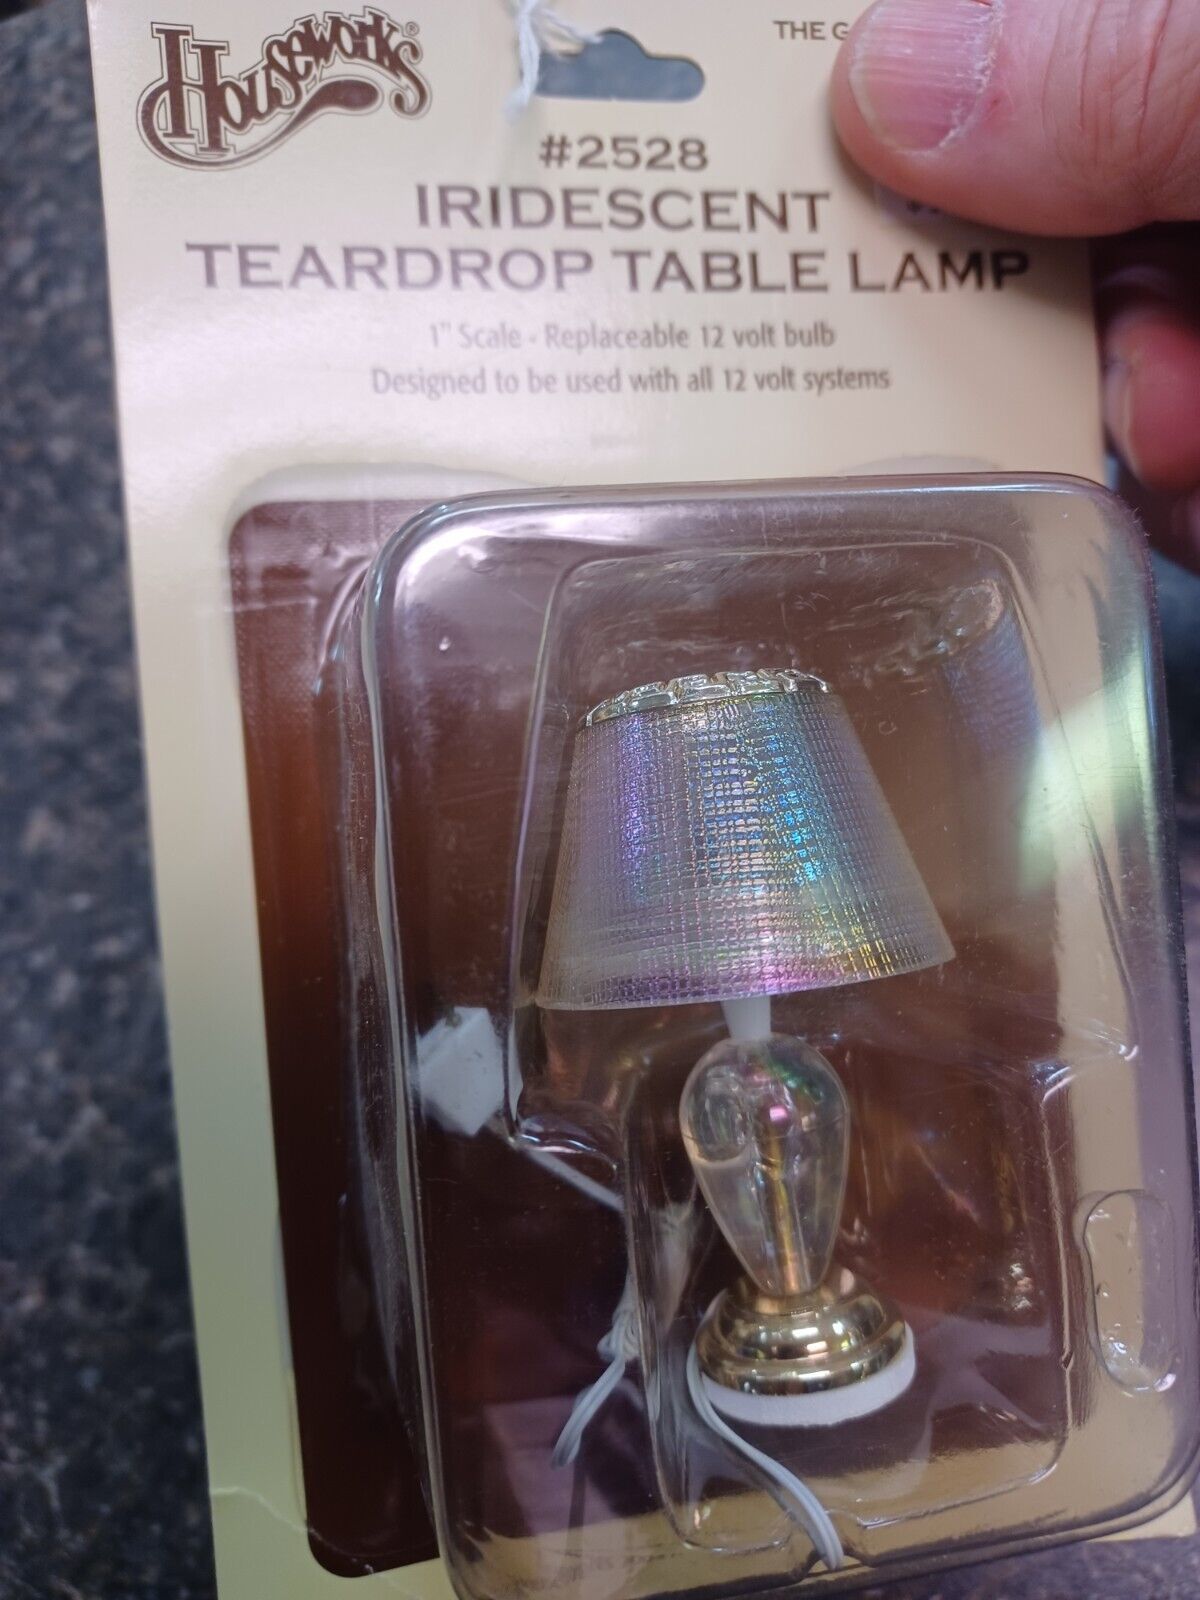 Houseworks®
THE G
#2528
IRIDESCENT
TEARDROP TABLE LAMP
1" Scale - Replaceable 12 volt bulb
Designed to be used with all 12 volt systems